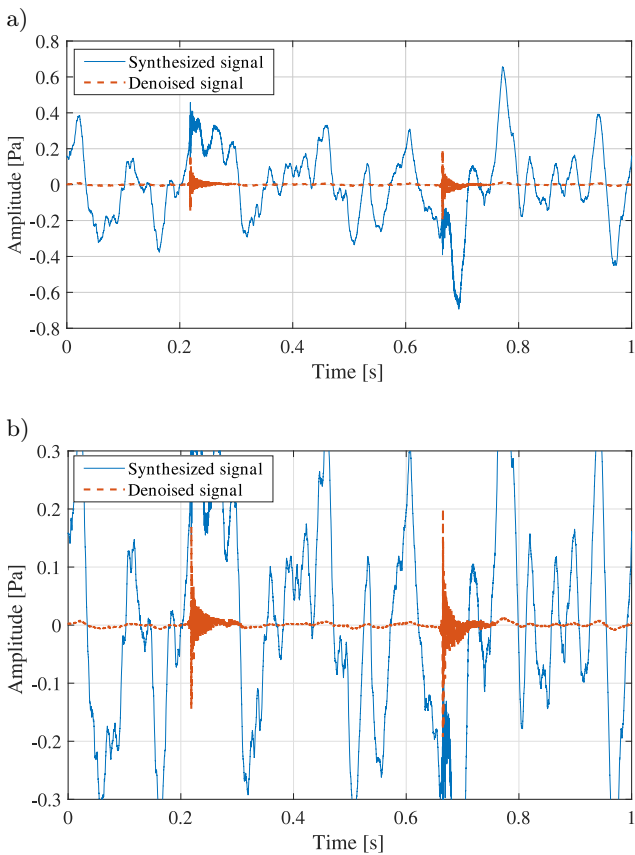 a)
0.8
0.6
0.4
0.2
0
-0.2
-0.4
-0.6
-0.8
Amplitude [Pa]
Synthesized signal
Denoised signal
0 0.2 0.4 0.6 0.8 1
Time [s]
b)
0.3
0.2
0.1
0
-0.1
-0.2
-0.3
Amplitude [Pa]
Synthesized signal
Denoised signal
0 0.2 0.4 0.6 0.8 1
Time [s]